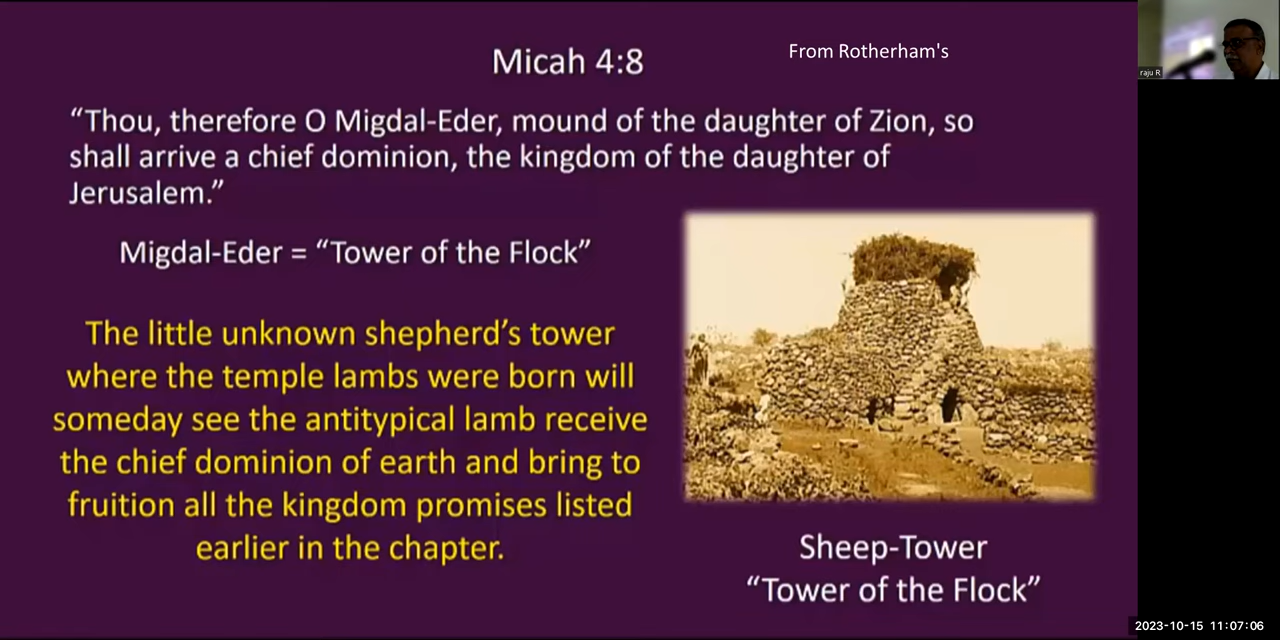 Micah 4:8
From Rotherham's
“Thou, therefore O Migdal-Eder, mound of the daughter of Zion, so
shall arrive a chief dominion, the kingdom of the daughter of
Jerusalem.”
Migdal-Eder = “Tower of the Flock”
The little unknown shepherd’s tower
where the temple lambs were born will
someday see the antitypical lamb receive
the chief dominion of earth and bring to
fruition all the kingdom promises listed
earlier in the chapter.
Sheep-Tower
“Tower of the Flock”
raju R
2023-10-15 11:07:06